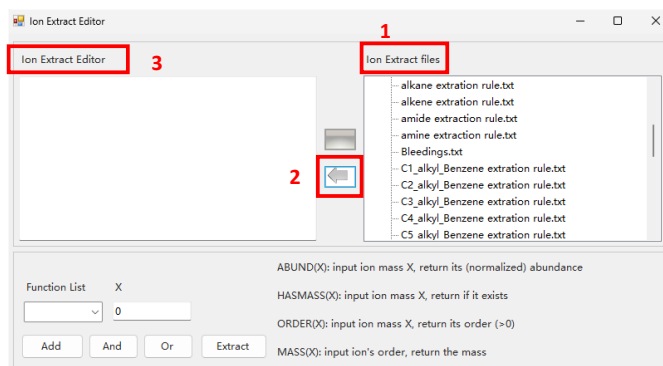 Ion Extract Editor
1
Ion Extract Editor
3
Ion Extract files
alkane extration rule.txt
alkene extration rule.txt
amide extraction rule.txt
amine extraction rule.txt
Bleedings.txt
C1_alkyl_Benzene extration rule.txt
C2_alkyl_Benzene extration rule.txt
C3_alkyl_Benzene extration rule.txt
C4_alkyl_Benzene extration rule.txt
C5 alkyl Benzene extration rule.txt
2
Function List X
0
Add And Or Extract
ABUND(X): input ion mass X, return its (normalized) abundance
HASMASS(X): input ion mass X, return if it exists
ORDER(X): input ion mass X, return its order (>0)
MASS(X): input ion's order, return the mass